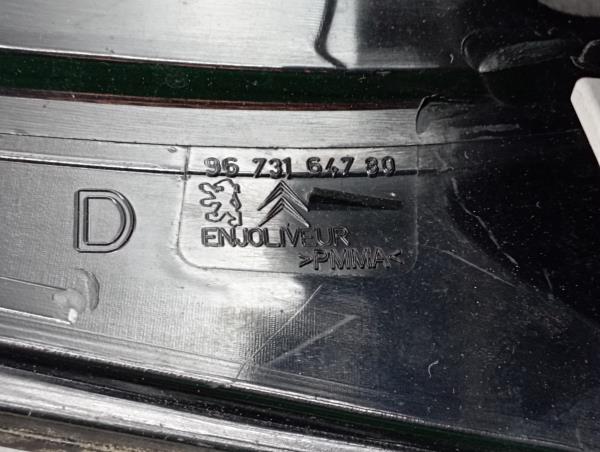 96 731 647 80
D
ENJOLIVEUR
>PMMA<